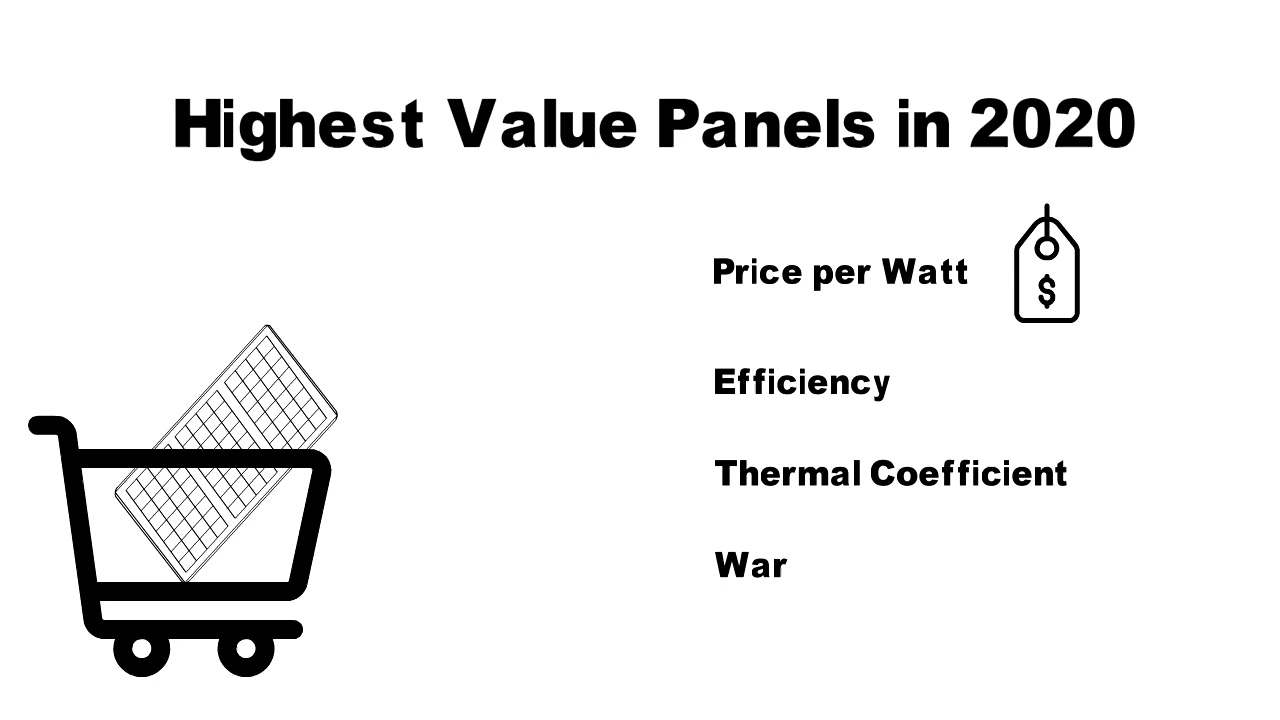 Highest Value Panels in 2020
Price per Watt
$
Efficiency
Thermal Coefficient
War